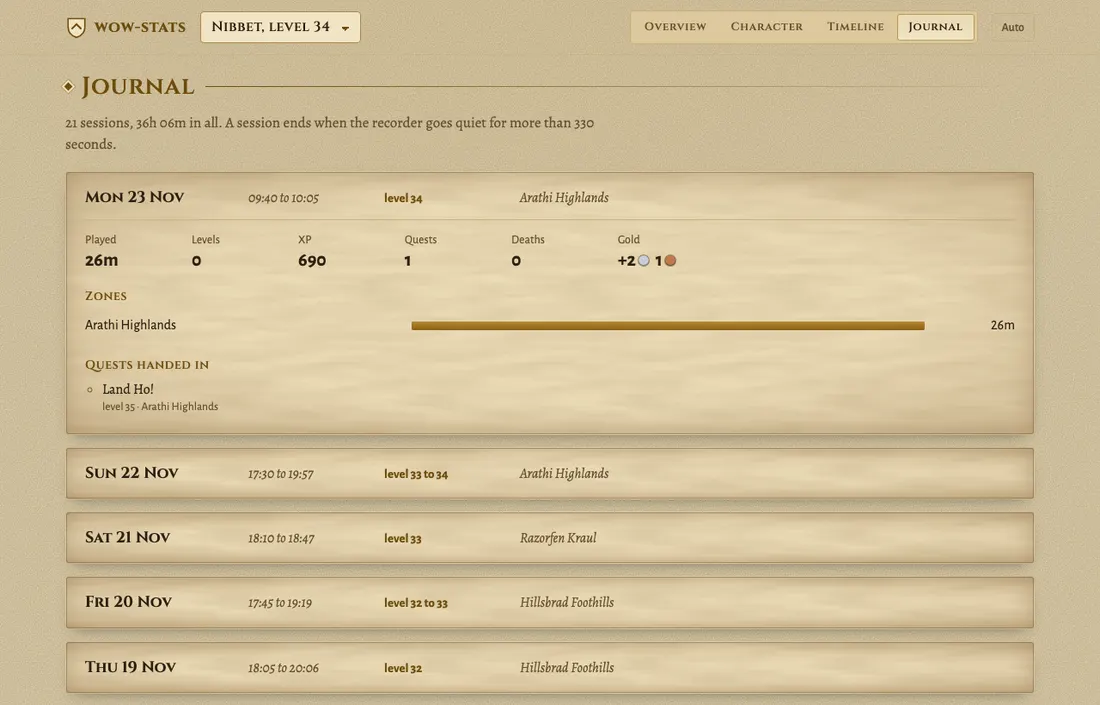 WOW-STATS
Nibbet, level 34
Overview Character Timeline Journal
Auto
Journal
21 sessions, 36h 06m in all. A session ends when the recorder goes quiet for more than 330
seconds.
Mon 23 Nov 09:40 to 10:05 level 34 Arathi Highlands
Played Levels XP Quests Deaths Gold
26m 0 690 1 0 +2 1
Zones
Arathi Highlands 26m
Quests handed in
Land Ho!
level 35 · Arathi Highlands
Sun 22 Nov 17:30 to 19:57 level 33 to 34 Arathi Highlands
Sat 21 Nov 18:10 to 18:47 level 33 Razorfen Kraul
Fri 20 Nov 17:45 to 19:19 level 32 to 33 Hillsbrad Foothills
Thu 19 Nov 18:05 to 20:06 level 32 Hillsbrad Foothills